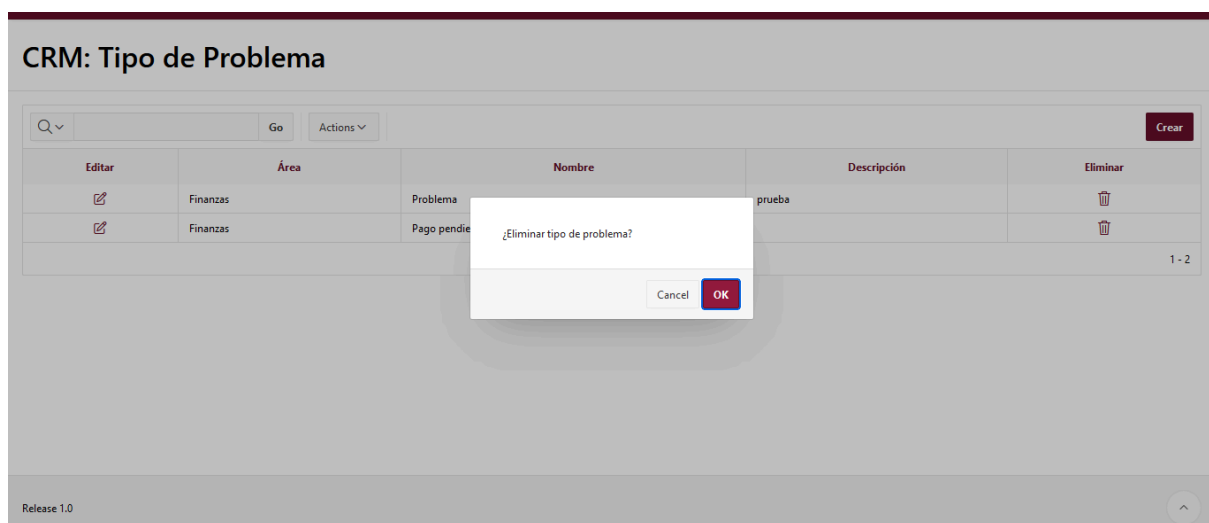 CRM: Tipo de Problema
Go Actions Crear
Editar Área Nombre Descripción Eliminar
Finanzas Problema prueba
Finanzas Pago pendie
1 - 2
¿Eliminar tipo de problema?
Cancel OK
Release 1.0